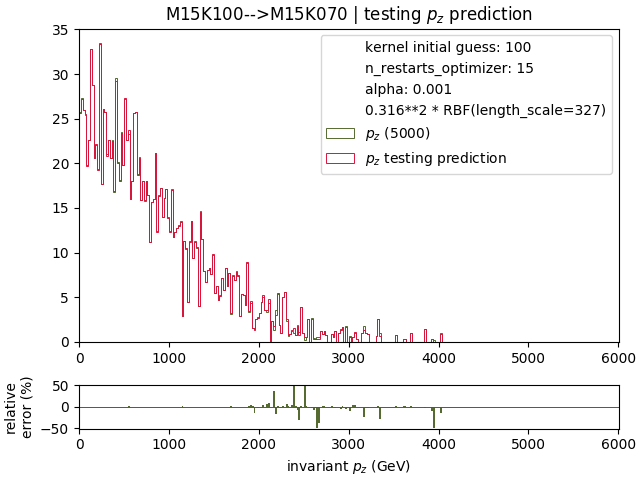 M15K100-->M15K070 | testing p_z prediction
35
30
25
20
15
10
5
0
kernel initial guess: 100
n_restarts_optimizer: 15
alpha: 0.001
0.316**2 * RBF(length_scale=327)
p_z (5000)
p_z testing prediction
0 1000 2000 3000 4000 5000 6000
relative
error (%)
50
0
−50
0 1000 2000 3000 4000 5000 6000
invariant p_z (GeV)